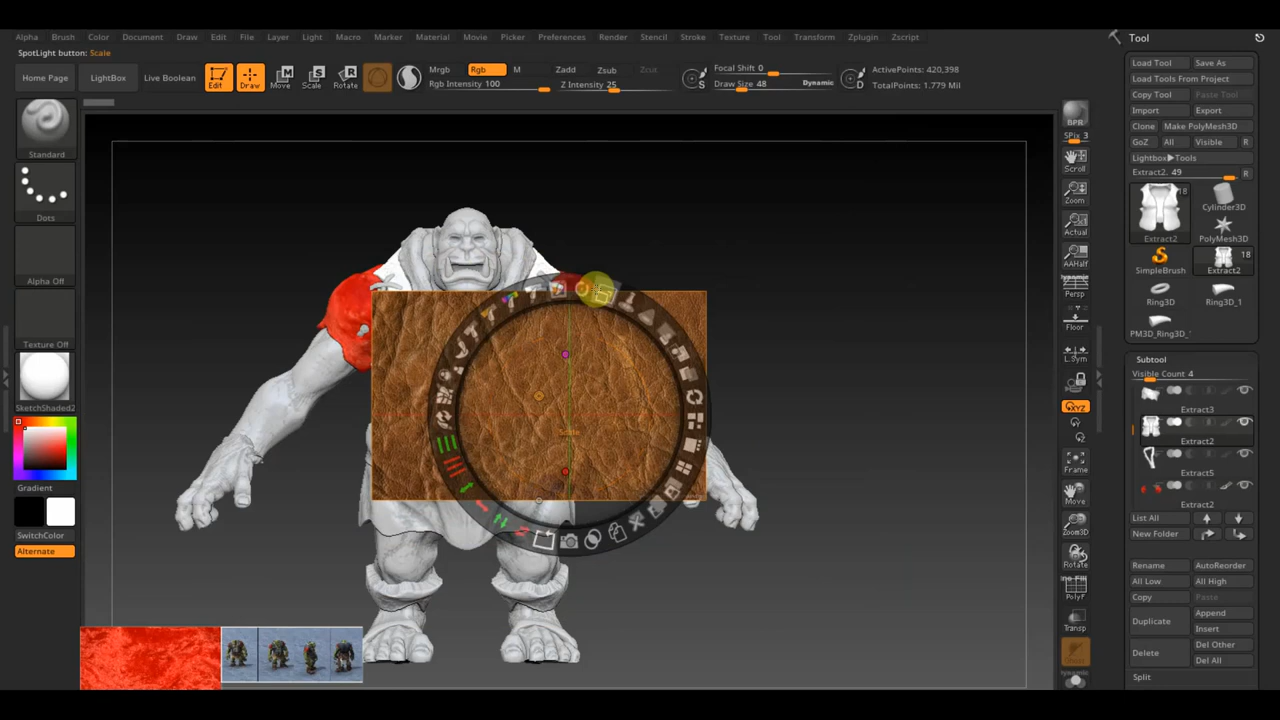 Alpha Brush Color Document Draw Edit File Layer Light Macro Marker Material Movie Picker Preferences Render Stencil Stroke Texture Tool Transform Zplugin Zscript
SpotLight button: Scale
Home Page
LightBox
Live Boolean
Edit
Draw
Move
Scale
Rotate
Mrgb
Rgb
M
Rgb Intensity 100
Zadd
Zsub
Zcut
Z Intensity 25
S
Focal Shift 0
Draw Size 48
Dynamic
D
ActivePoints: 420,398
TotalPoints: 1.779 Mil
Standard
Dots
Alpha Off
Texture Off
SketchShaded2
Gradient
SwitchColor
Alternate
Scale
BPR
SPix 3
Scroll
Zoom
Actual
AAHalf
Dynamic
Persp
Floor
L.Sym
XYZ
Frame
Move
Zoom3D
Rotate
PolyF
Transp
Dynamic
Tool
Load Tool
Save As
Load Tools From Project
Copy Tool
Paste Tool
Import
Export
Clone
Make PolyMesh3D
GoZ
All
Visible
R
Lightbox▶Tools
Extract2. 49
R
18
Extract2
Cylinder3D
PolyMesh3D
SimpleBrush
18
Extract2
Ring3D
Ring3D_1
PM3D_Ring3D_
Subtool
Visible Count 4
Extract3
Extract2
Extract5
Extract2
List All
New Folder
Rename
AutoReorder
All Low
All High
Copy
Paste
Duplicate
Append
Insert
Delete
Del Other
Del All
Split